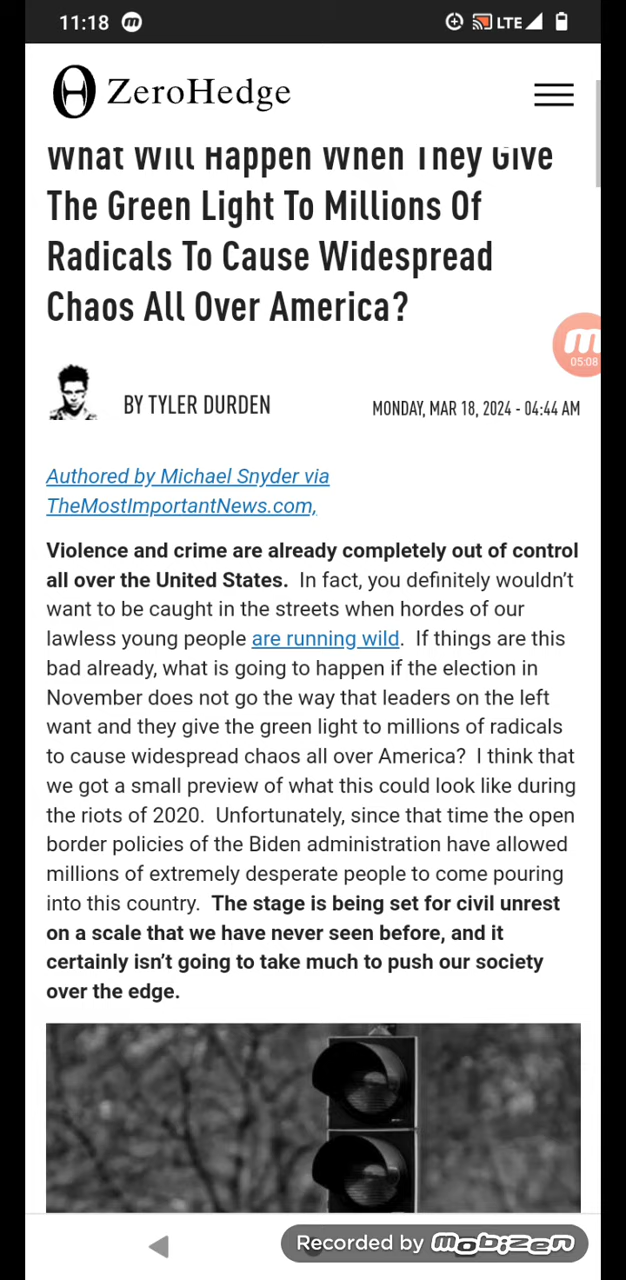 11:18 m LTE
ZeroHedge
What Will Happen When They Give
The Green Light To Millions Of
Radicals To Cause Widespread
Chaos All Over America?
m
05:08
BY TYLER DURDEN MONDAY, MAR 18, 2024 - 04:44 AM
Authored by Michael Snyder via
TheMostImportantNews.com,
Violence and crime are already completely out of control
all over the United States. In fact, you definitely wouldn't
want to be caught in the streets when hordes of our
lawless young people are running wild. If things are this
bad already, what is going to happen if the election in
November does not go the way that leaders on the left
want and they give the green light to millions of radicals
to cause widespread chaos all over America? I think that
we got a small preview of what this could look like during
the riots of 2020. Unfortunately, since that time the open
border policies of the Biden administration have allowed
millions of extremely desperate people to come pouring
into this country. The stage is being set for civil unrest
on a scale that we have never seen before, and it
certainly isn't going to take much to push our society
over the edge.
Recorded by mobizen